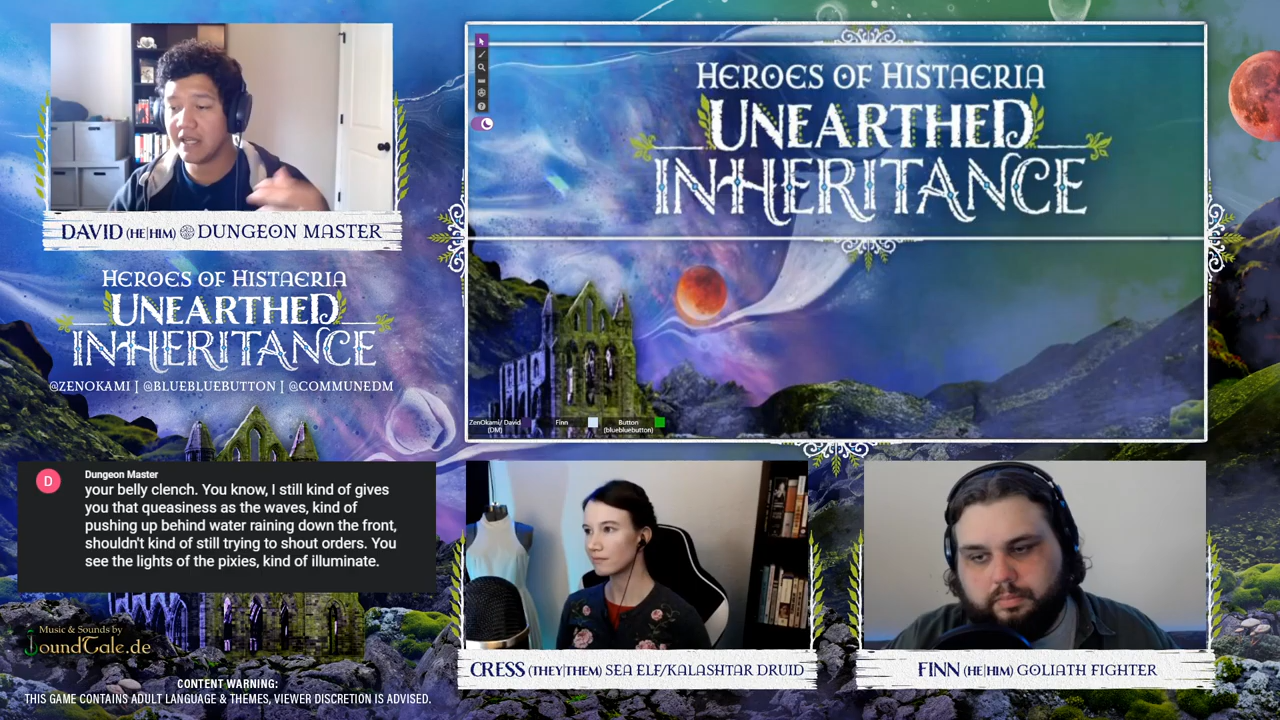 DAVID (HE|HIM) DUNGEON MASTER
HEROES OF HISTAERIA
UNEARTHED
INHERITANCE
@ZENOKAMI | @BLUEBLUEBUTTON | @COMMUNEDM
D
Dungeon Master
your belly clench. You know, I still kind of gives
you that queasiness as the waves, kind of
pushing up behind water raining down the front,
shouldn't kind of still trying to shout orders. You
see the lights of the pixies, kind of illuminate.
Music & Sounds by
SoundTale.de
CONTENT WARNING:
THIS GAME CONTAINS ADULT LANGUAGE & THEMES, VIEWER DISCRETION IS ADVISED.
HEROES OF HISTAERIA
UNEARTHED
INHERITANCE
ZenOkami/ David
(DM)
Finn
Button
(bluebluebutton)
CRESS (THEY|THEM) SEA ELF/KALASHTAR DRUID
FINN (HE|HIM) GOLIATH FIGHTER